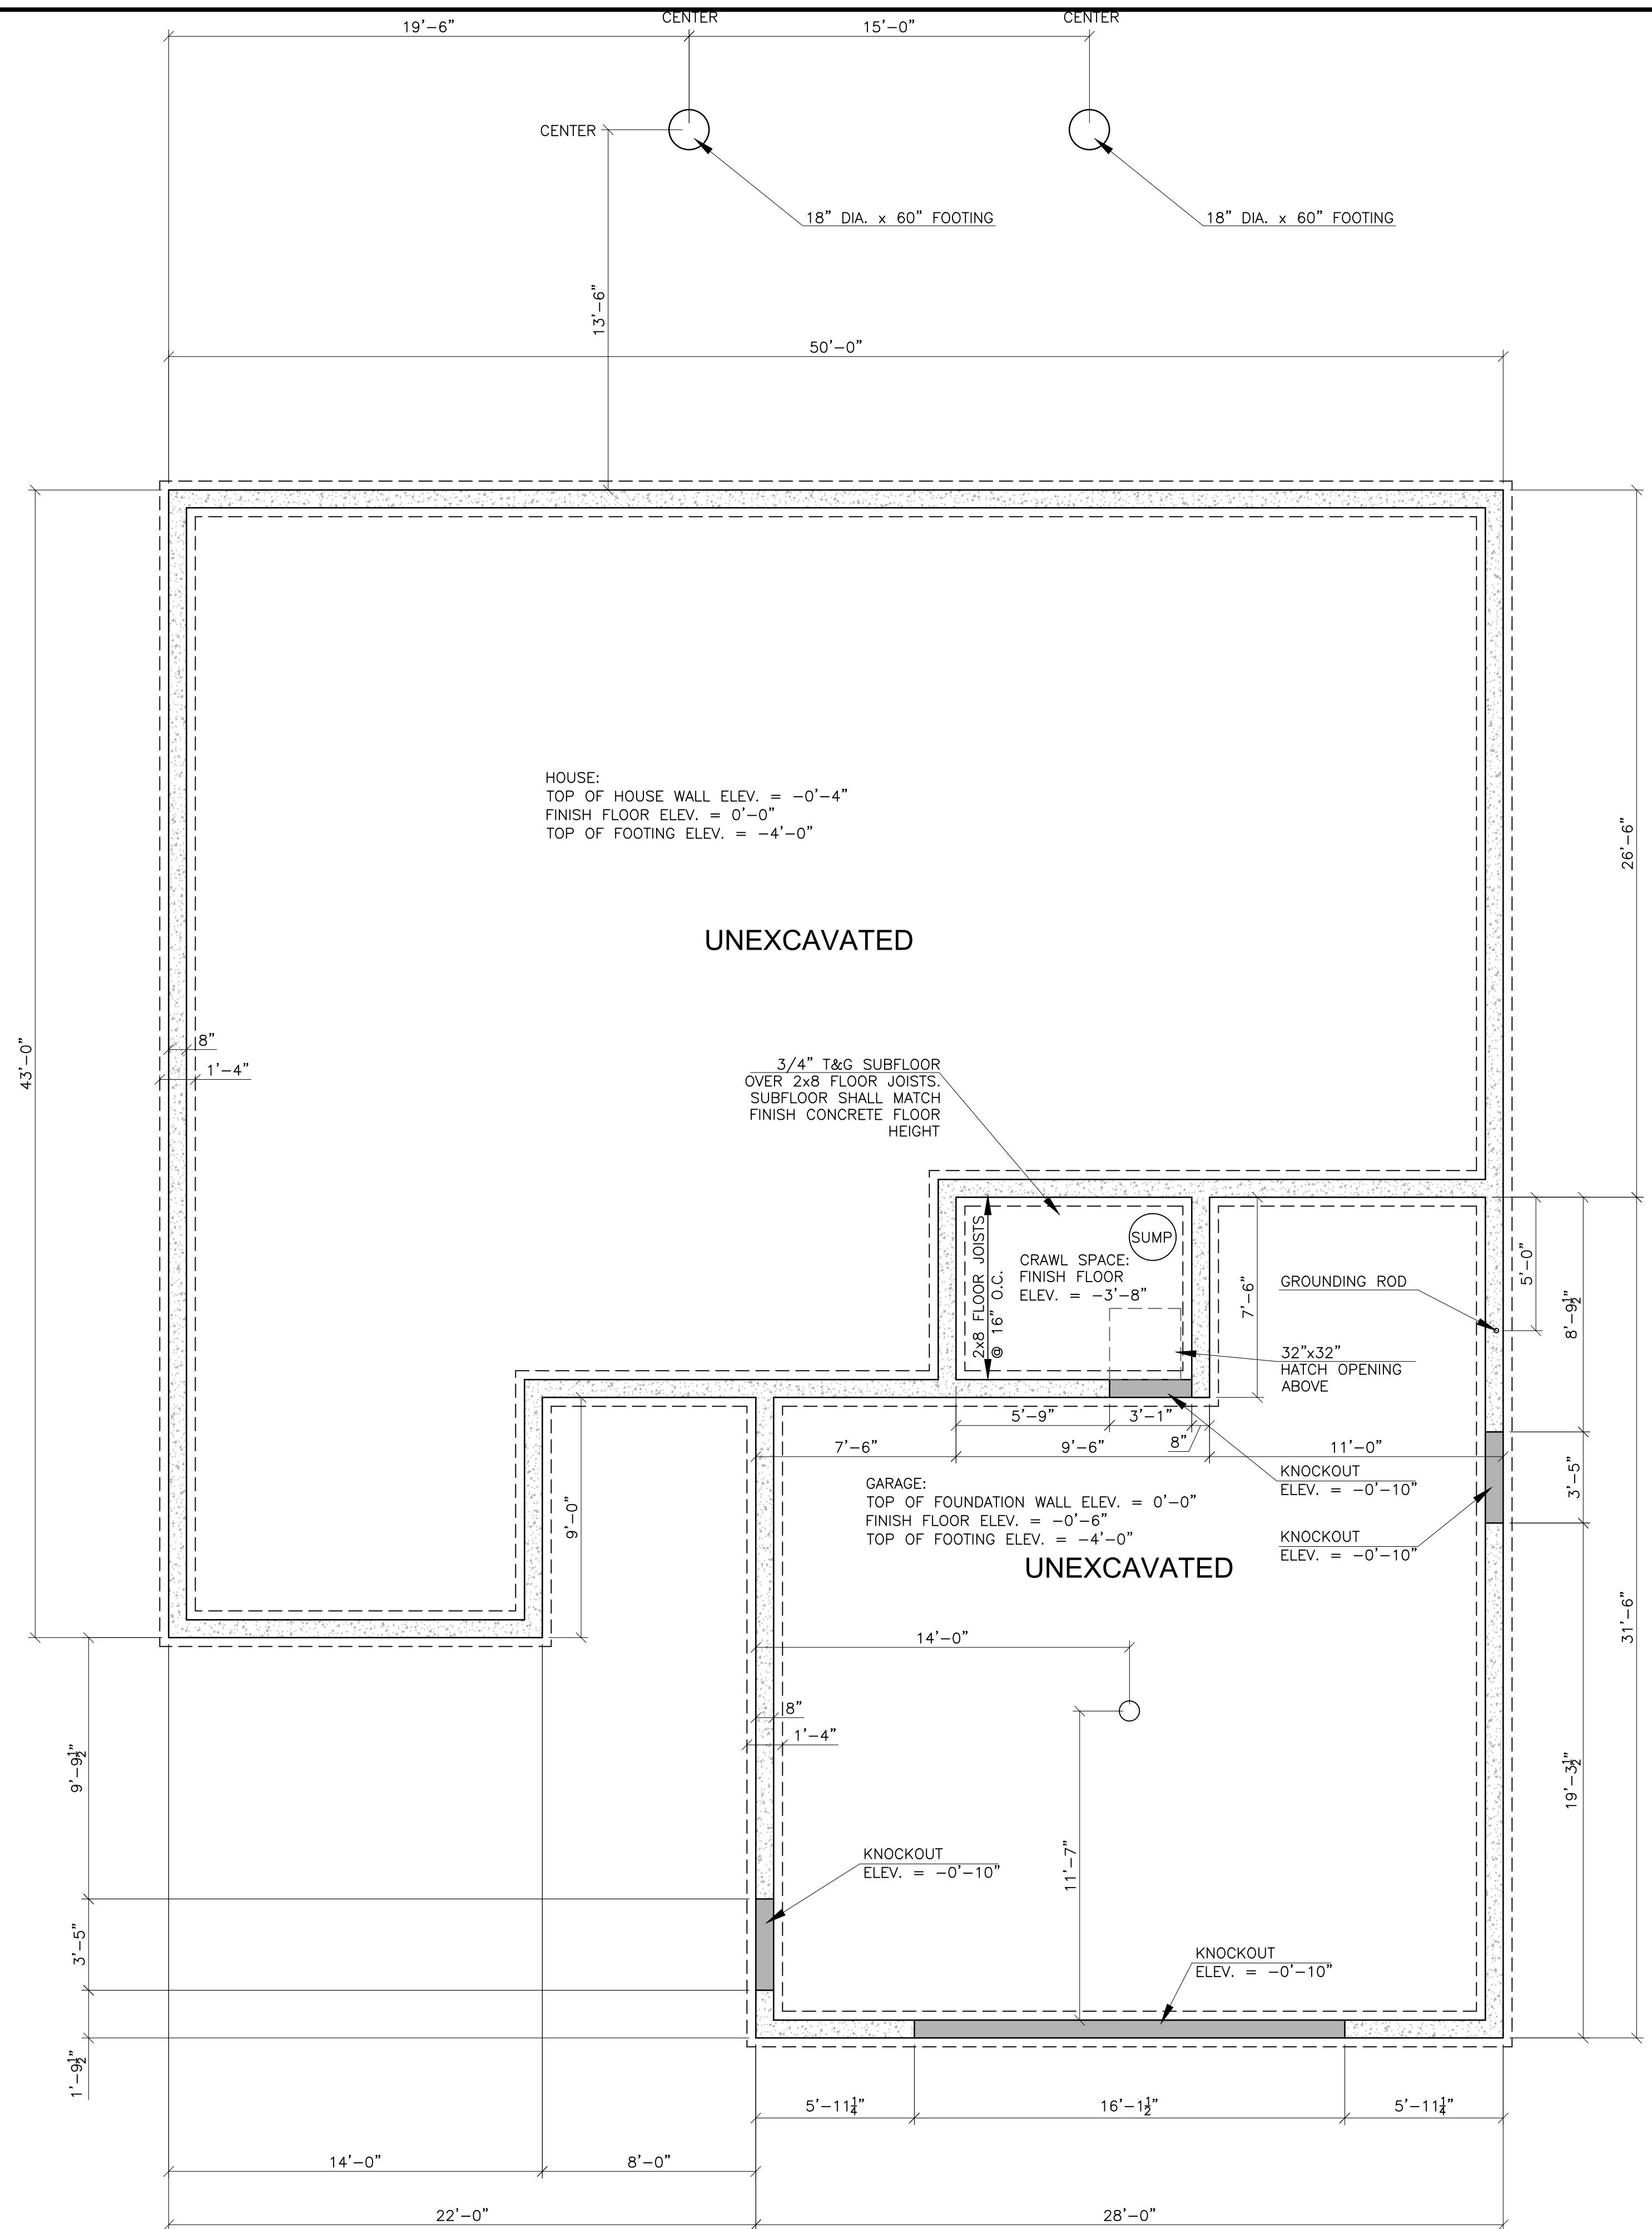 CENTER
CENTER
19'-6"
15'-0"
CENTER
18" DIA. x 60" FOOTING
18" DIA. x 60" FOOTING
13'-6"
50'-0"
HOUSE:
TOP OF HOUSE WALL ELEV. = -0'-4"
FINISH FLOOR ELEV. = 0'-0"
TOP OF FOOTING ELEV. = -4'-0"
26'-6"
UNEXCAVATED
43'-0"
8"
1'-4"
3/4" T&G SUBFLOOR
OVER 2x8 FLOOR JOISTS.
SUBFLOOR SHALL MATCH
FINISH CONCRETE FLOOR
HEIGHT
2x8 FLOOR JOISTS
@ 16" O.C.
SUMP
CRAWL SPACE:
FINISH FLOOR
ELEV. = -3'-8"
7'-6"
GROUNDING ROD
5'-0"
8'-9½"
32"x32"
HATCH OPENING
ABOVE
5'-9"
3'-1"
8"
7'-6"
9'-6"
11'-0"
KNOCKOUT
ELEV. = -0'-10"
3'-5"
GARAGE:
TOP OF FOUNDATION WALL ELEV. = 0'-0"
FINISH FLOOR ELEV. = -0'-6"
TOP OF FOOTING ELEV. = -4'-0"
KNOCKOUT
ELEV. = -0'-10"
9'-0"
UNEXCAVATED
31'-6"
14'-0"
8"
1'-4"
9'-9½"
19'-3½"
11'-7"
KNOCKOUT
ELEV. = -0'-10"
3'-5"
KNOCKOUT
ELEV. = -0'-10"
1'-9½"
5'-11¼"
16'-1½"
5'-11¼"
14'-0"
8'-0"
22'-0"
28'-0"